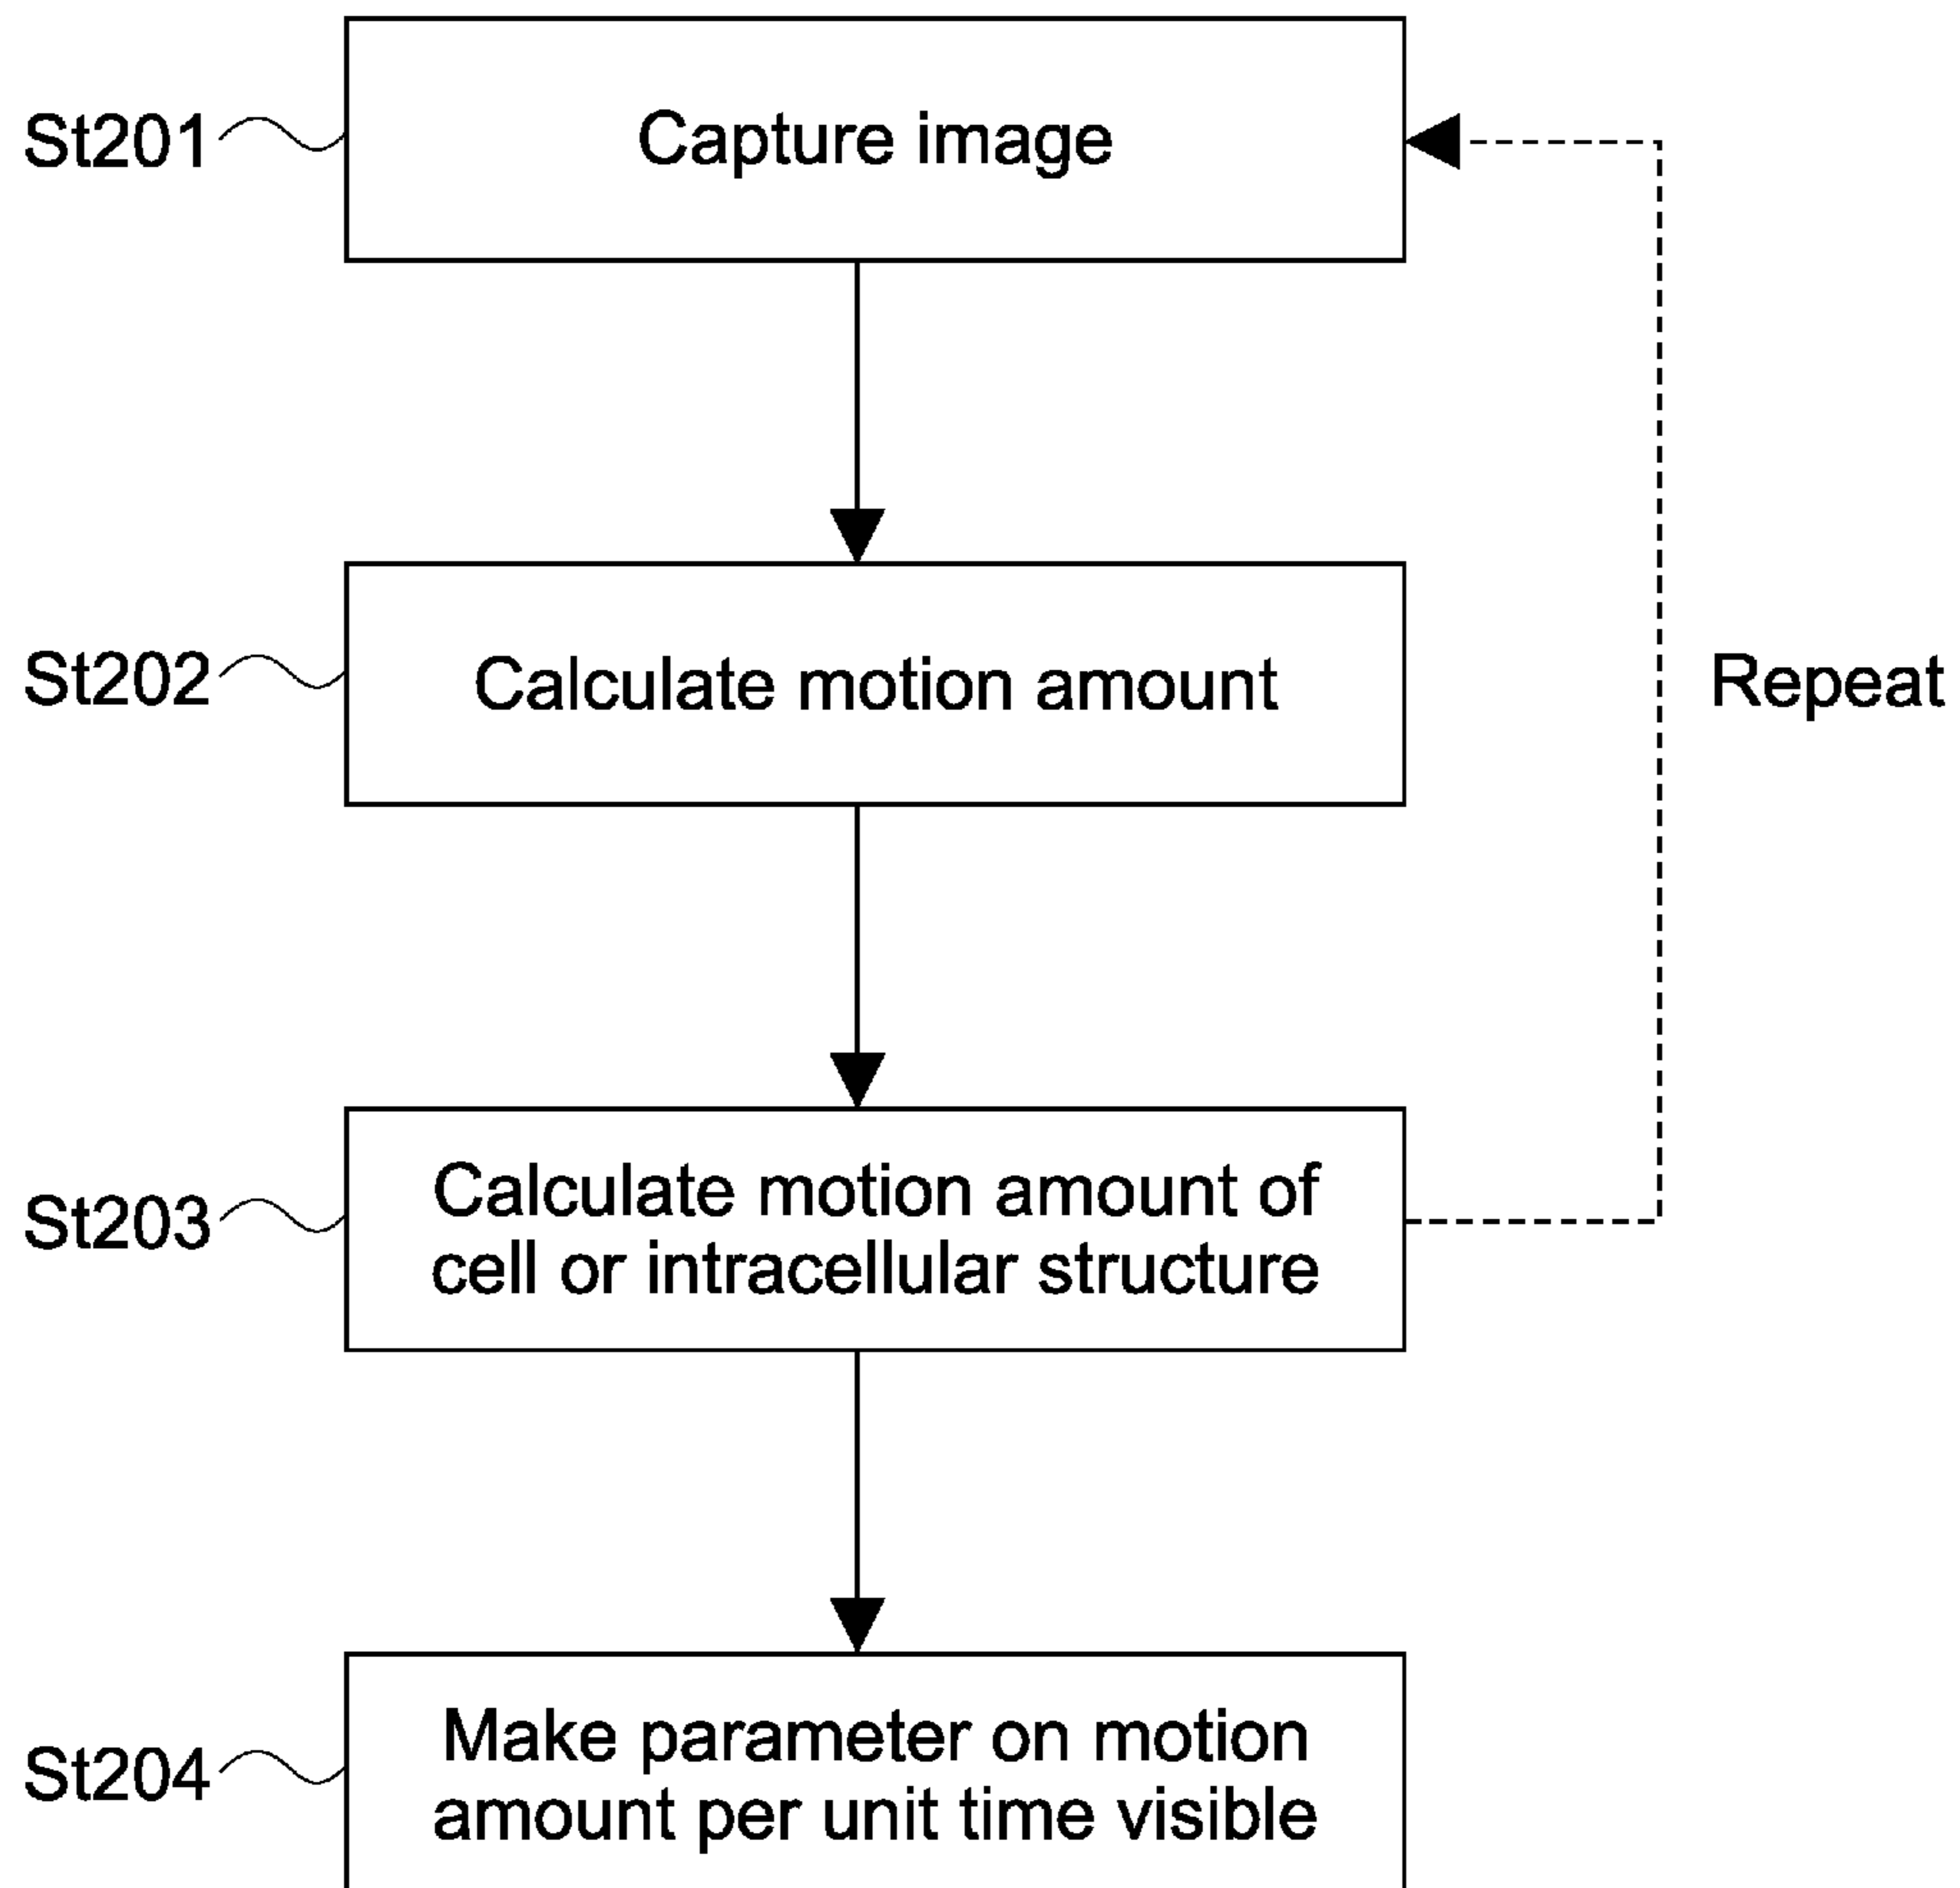 St201
Capture image
St202
Calculate motion amount
Repeat
St203
Calculate motion amount of
cell or intracellular structure
St204
Make parameter on motion
amount per unit time visible